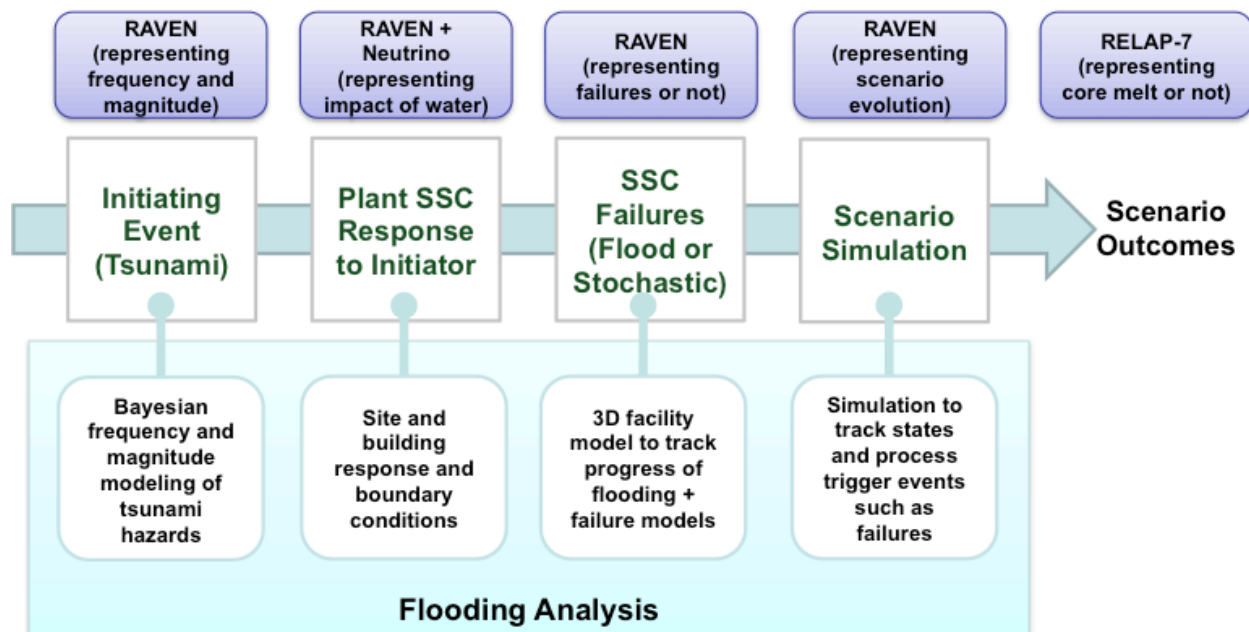 RAVEN
(representing
frequency and
magnitude)
RAVEN +
Neutrino
(representing
impact of water)
RAVEN
(representing
failures or not)
RAVEN
(representing
scenario
evolution)
RELAP-7
(representing
core melt or not)
Initiating
Event
(Tsunami)
Plant SSC
Response
to Initiator
SSC
Failures
(Flood or
Stochastic)
Scenario
Simulation
Scenario
Outcomes
Bayesian
frequency and
magnitude
modeling of
tsunami
hazards
Site and
building
response and
boundary
conditions
3D facility
model to track
progress of
flooding +
failure models
Simulation to
track states
and process
trigger events
such as
failures
Flooding Analysis